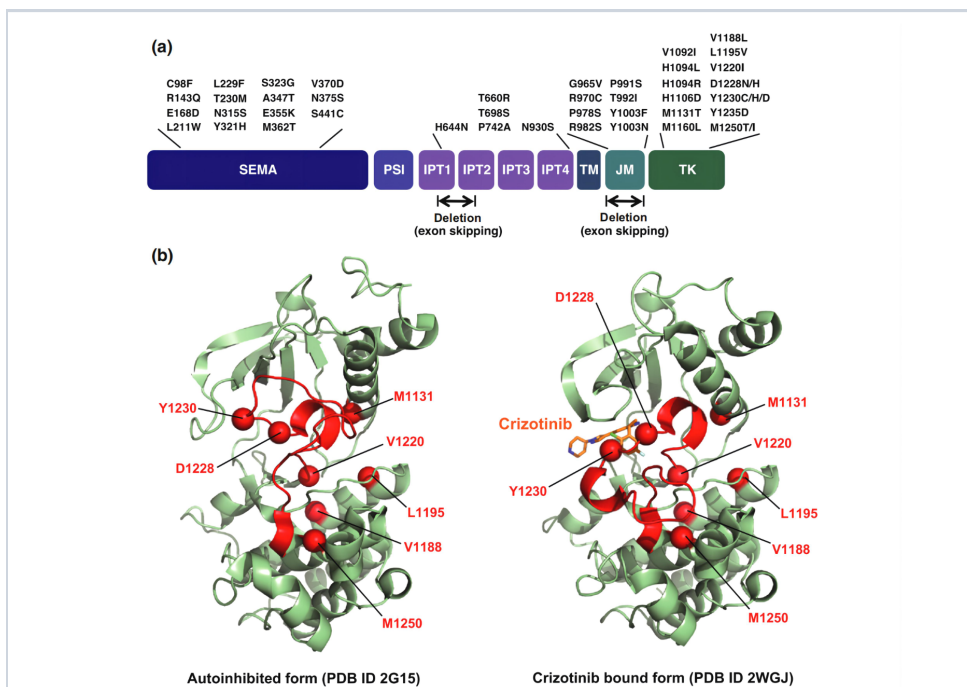 (a)
C98F L229F S323G V370D
R143Q T230M A347T N375S
E168D N315S E355K S441C
L211W Y321H M362T
H644N
T660R
T698S
P742A
N930S
G965V P991S
R970C T992I
P978S Y1003F
R982S Y1003N
V1188L
V1092I L1195V
H1094L V1220I
H1094R D1228N/H
H1106D Y1230C/H/D
M1131T Y1235D
M1160L M1250T/I
SEMA PSI IPT1 IPT2 IPT3 IPT4 TM JM TK
Deletion
(exon skipping)
Deletion
(exon skipping)
(b)
Y1230
D1228
M1131
V1220
L1195
V1188
M1250
Autoinhibited form (PDB ID 2G15)
D1228
Crizotinib
Y1230
M1131
V1220
L1195
V1188
M1250
Crizotinib bound form (PDB ID 2WGJ)